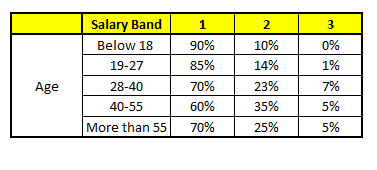 Salary Band 1 2 3
Below 18 90% 10% 0%
19-27 85% 14% 1%
Age 28-40 70% 23% 7%
40-55 60% 35% 5%
More than 55 70% 25% 5%